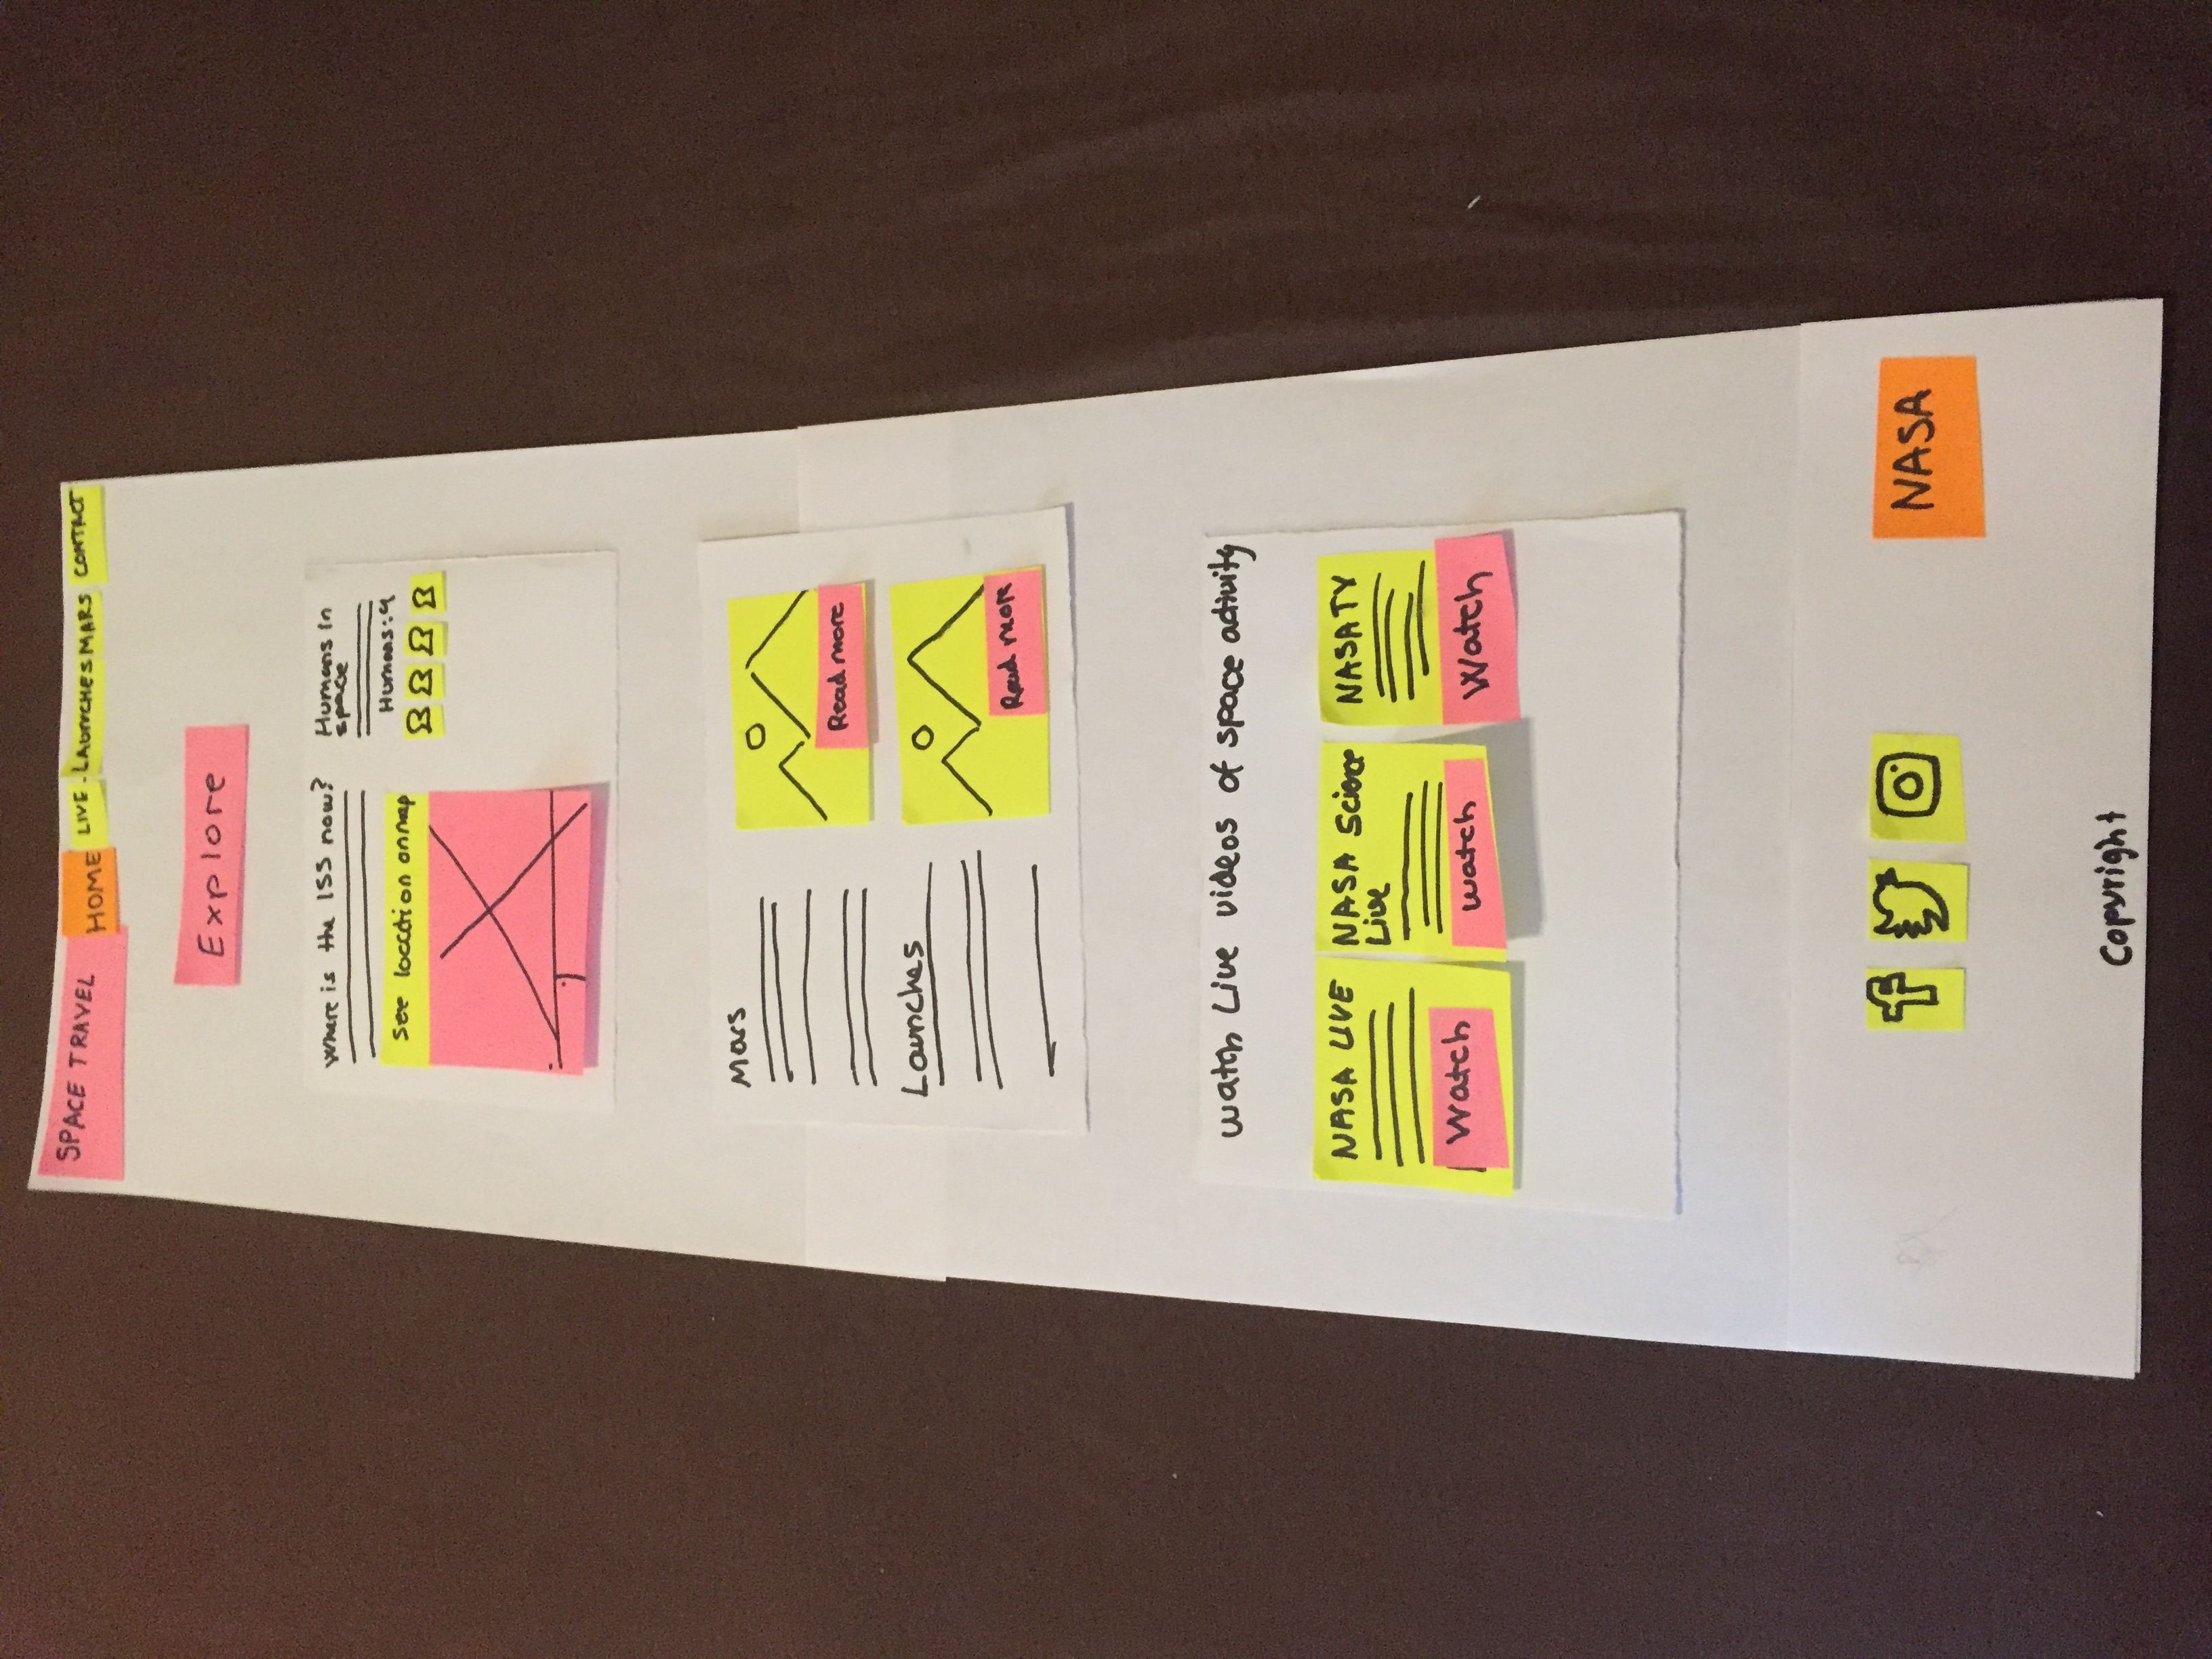 SPACE TRAVEL
HOME
LIVE
LAUNCHES
MARS
CONTACT
Explore
Where is the ISS now?
See location on map
Humans in
space
Humans: 4
Mars
Read more
Launches
Read more
watch Live videos of space activity
NASA LIVE
Watch
NASA Science
Live
watch
NASA TV
Watch
f
NASA
Copyright